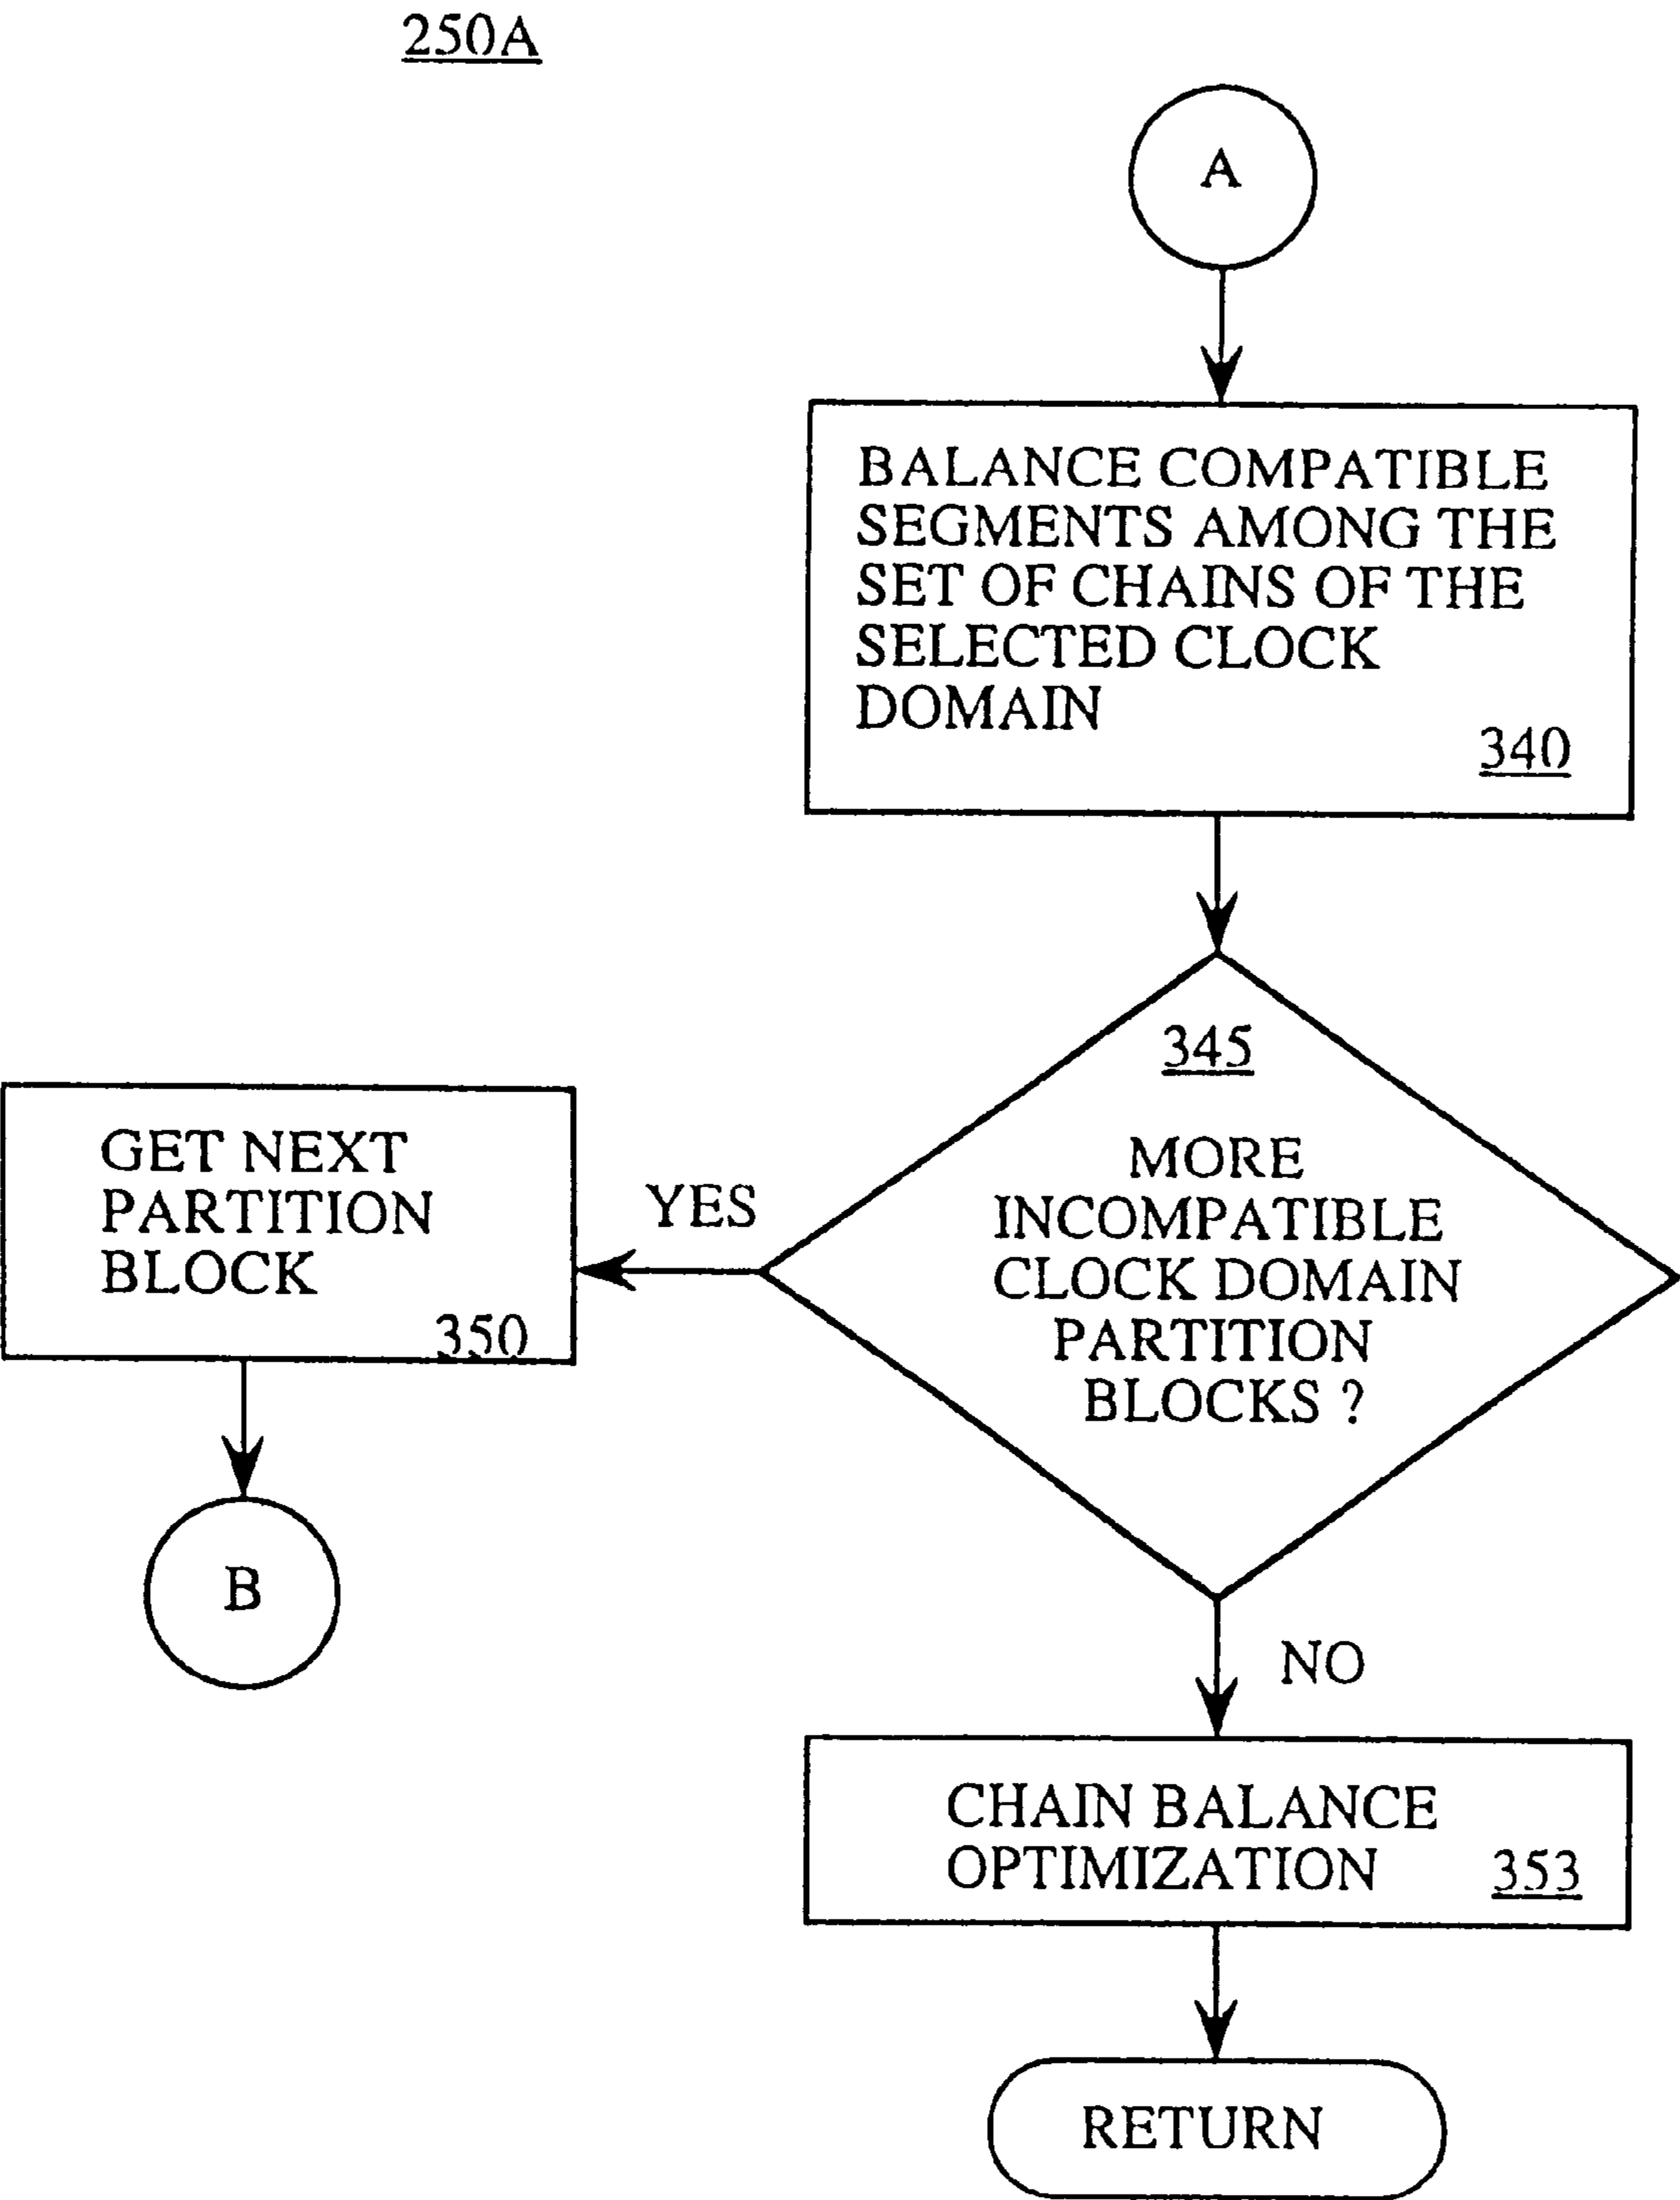 250A
A
BALANCE COMPATIBLE
SEGMENTS AMONG THE
SET OF CHAINS OF THE
SELECTED CLOCK
DOMAIN
340
345
MORE
INCOMPATIBLE
CLOCK DOMAIN
PARTITION
BLOCKS ?
YES
GET NEXT
PARTITION
BLOCK
350
B
NO
CHAIN BALANCE
OPTIMIZATION
353
RETURN